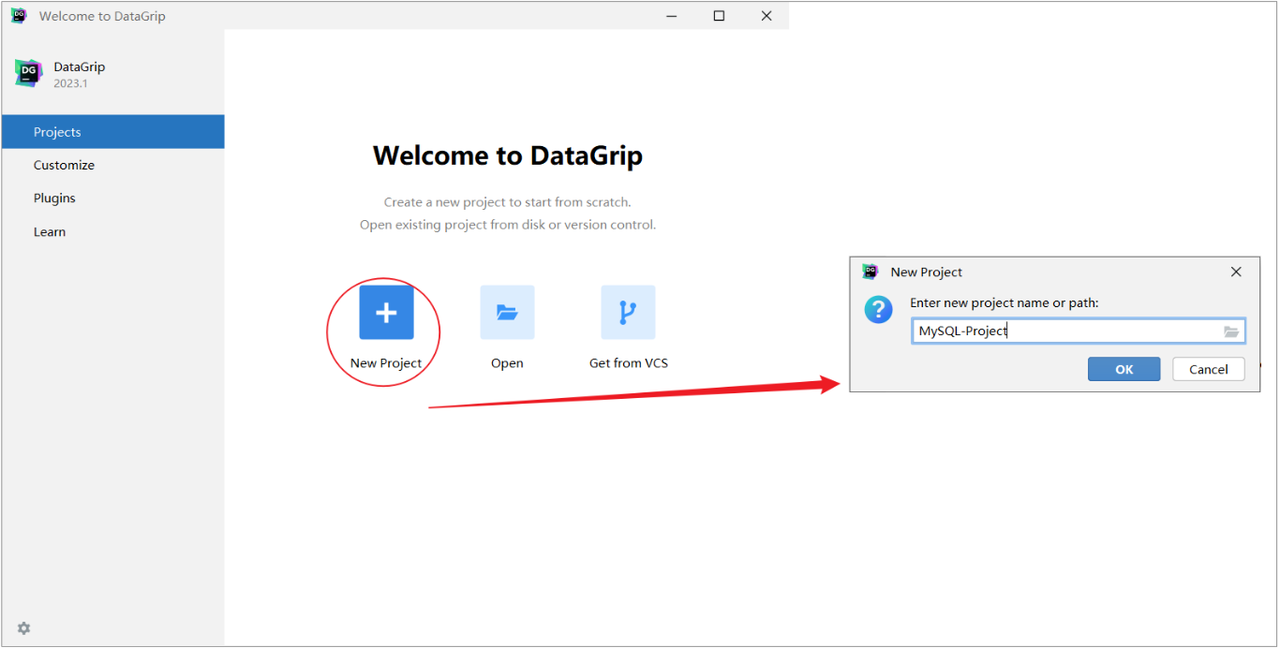 Welcome to DataGrip
DataGrip
2023.1
Projects
Customize
Plugins
Learn
Welcome to DataGrip
Create a new project to start from scratch.
Open existing project from disk or version control.
New Project
Open
Get from VCS
New Project
Enter new project name or path:
MySQL-Project
OK
Cancel